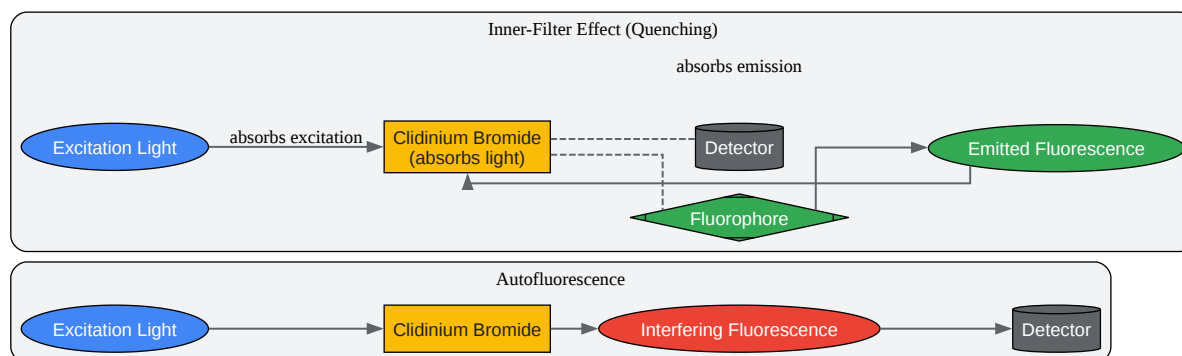 Inner-Filter Effect (Quenching)
absorbs emission
Excitation Light
absorbs excitation
Clidinium Bromide
(absorbs light)
Detector
Emitted Fluorescence
Fluorophore
Autofluorescence
Excitation Light
Clidinium Bromide
Interfering Fluorescence
Detector